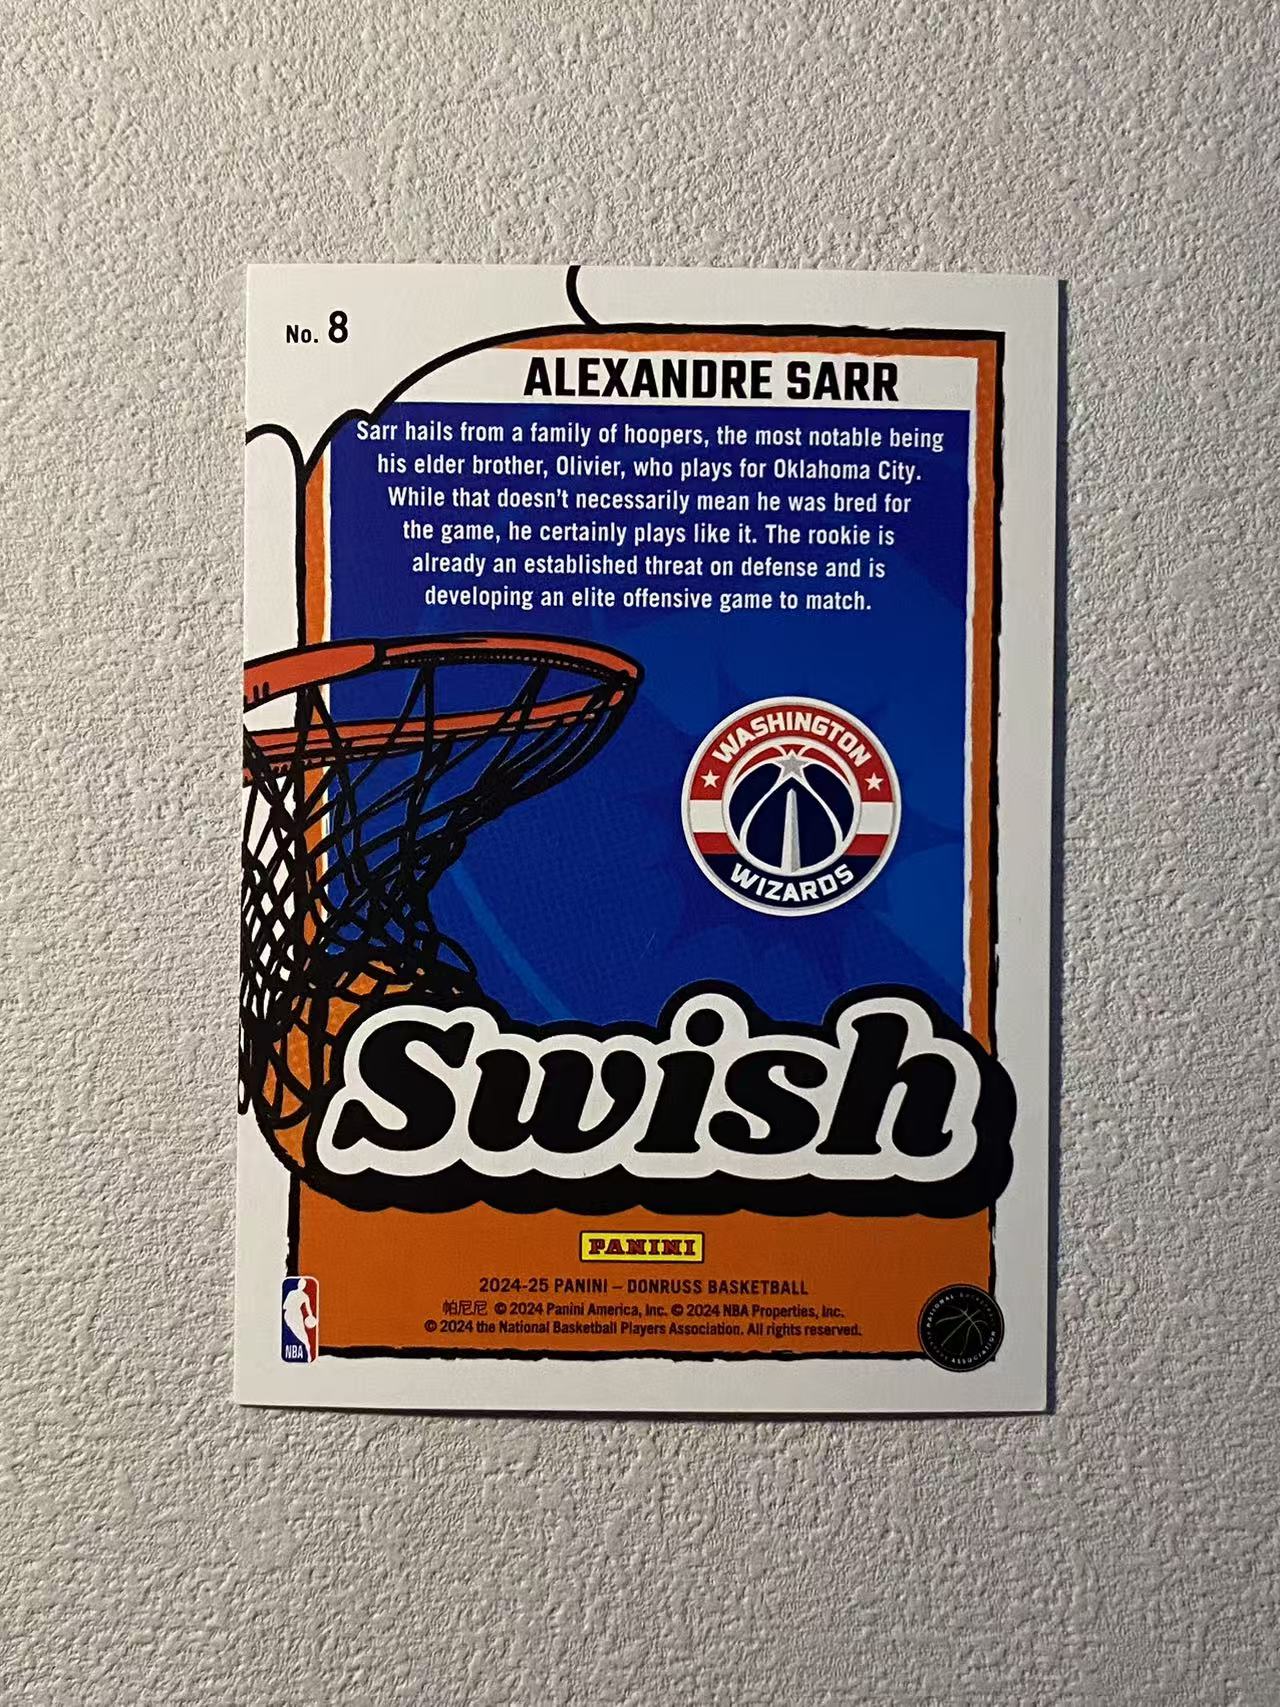 No. 8
ALEXANDRE SARR
Sarr hails from a family of hoopers, the most notable being
his elder brother, Olivier, who plays for Oklahoma City.
While that doesn't necessarily mean he was bred for
the game, he certainly plays like it. The rookie is
already an established threat on defense and is
developing an elite offensive game to match.
WASHINGTON
WIZARDS
Swish
PANINI
2024-25 PANINI – DONRUSS BASKETBALL
帕尼尼 © 2024 Panini America, Inc. © 2024 NBA Properties, Inc.
© 2024 the National Basketball Players Association. All rights reserved.
NBA
NATIONAL BASKETBALL
PLAYERS ASSOCIATION